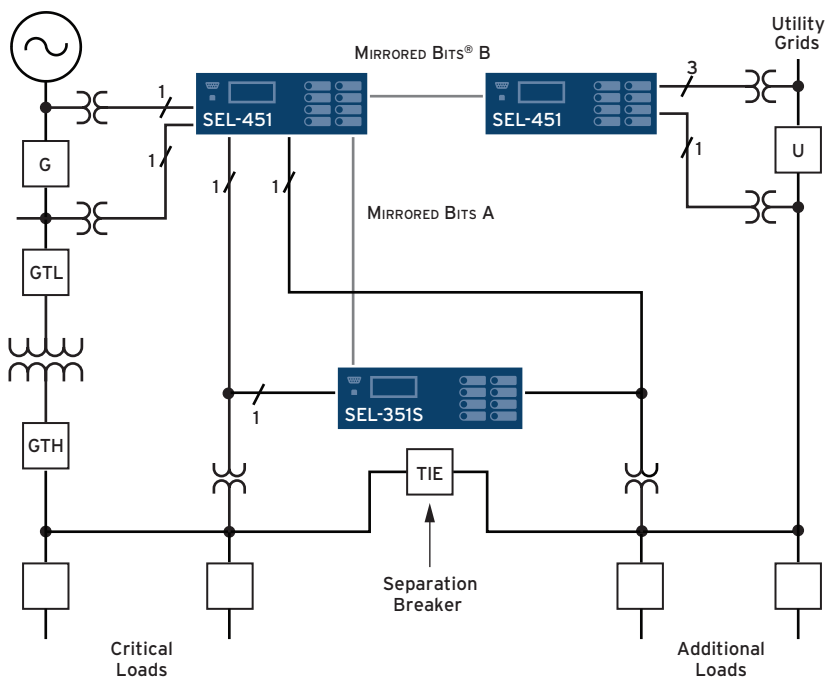 MIRRORED BITS® B
Utility
Grids
1
3
SEL-451
SEL-451
1
1
1
1
G
U
MIRRORED BITS A
GTL
SEL-351S
1
GTH
TIE
Separation
Breaker
Critical
Loads
Additional
Loads